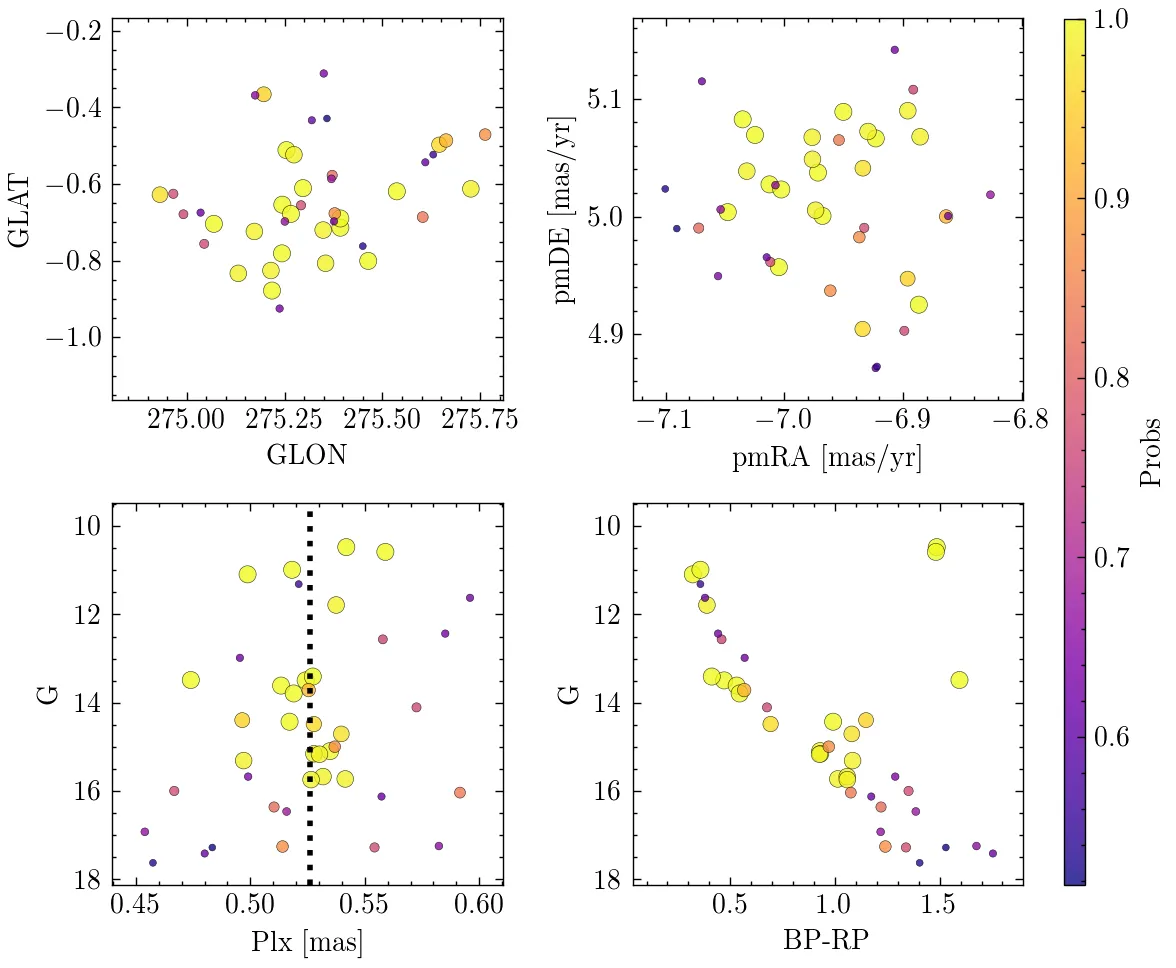 −0.2
−0.4
−0.6
−0.8
−1.0
GLAT
275.00 275.25 275.50 275.75
GLON
5.1
5.0
4.9
pmDE [mas/yr]
−7.1 −7.0 −6.9 −6.8
pmRA [mas/yr]
10
12
14
16
18
G
0.45 0.50 0.55 0.60
Plx [mas]
10
12
14
16
18
G
0.5 1.0 1.5
BP-RP
1.0
0.9
0.8
0.7
0.6
Probs